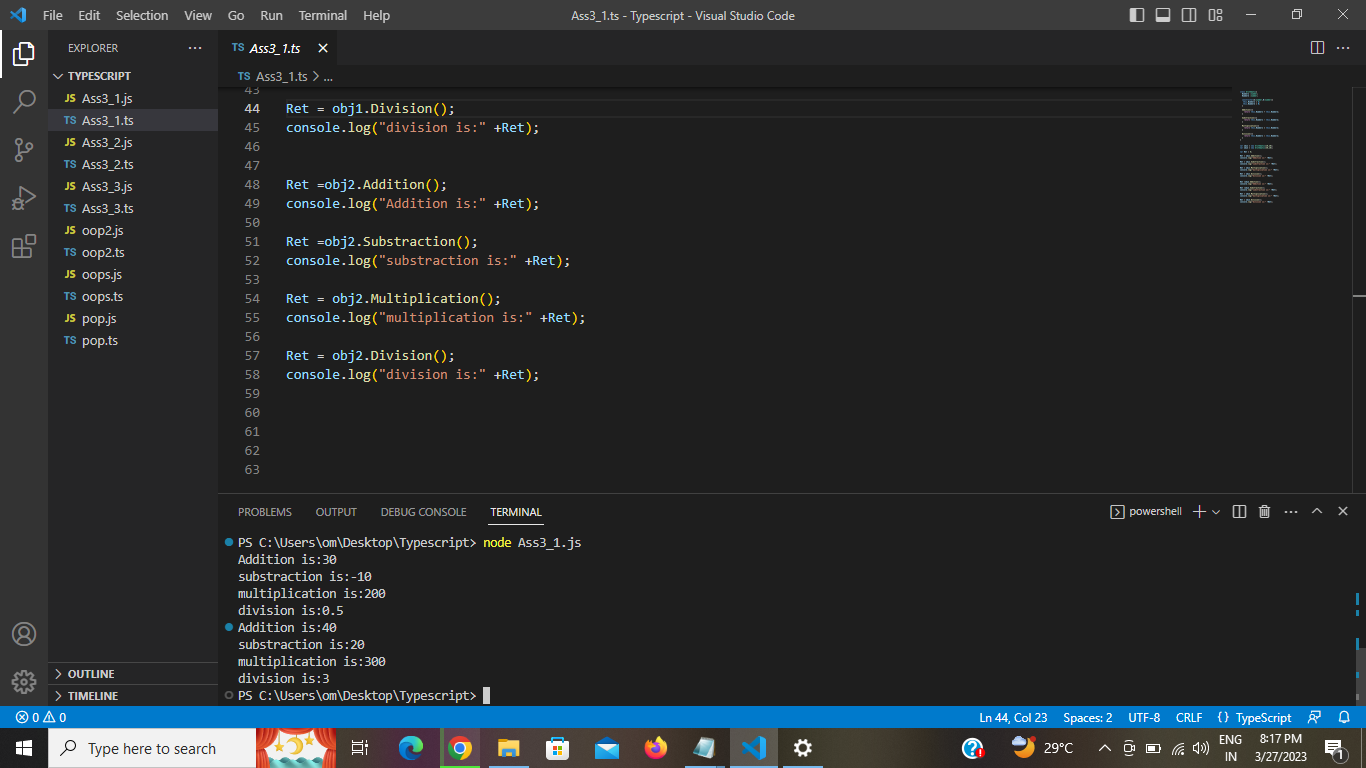 File Edit Selection View Go Run Terminal Help Ass3_1.ts - Typescript - Visual Studio Code
EXPLORER
TYPESCRIPT
JS Ass3_1.js
TS Ass3_1.ts
JS Ass3_2.js
TS Ass3_2.ts
JS Ass3_3.js
TS Ass3_3.ts
JS oop2.js
TS oop2.ts
JS oops.js
TS oops.ts
JS pop.js
TS pop.ts
OUTLINE
TIMELINE
TS Ass3_1.ts
TS Ass3_1.ts > ...
43
44 Ret = obj1.Division();
45 console.log("division is:" +Ret);
46
47
48 Ret =obj2.Addition();
49 console.log("Addition is:" +Ret);
50
51 Ret =obj2.Substraction();
52 console.log("substraction is:" +Ret);
53
54 Ret = obj2.Multiplication();
55 console.log("multiplication is:" +Ret);
56
57 Ret = obj2.Division();
58 console.log("division is:" +Ret);
59
60
61
62
63
PROBLEMS OUTPUT DEBUG CONSOLE TERMINAL powershell
PS C:\Users\om\Desktop\Typescript> node Ass3_1.js
Addition is:30
substraction is:-10
multiplication is:200
division is:0.5
Addition is:40
substraction is:20
multiplication is:300
division is:3
PS C:\Users\om\Desktop\Typescript>
0 0 Ln 44, Col 23 Spaces: 2 UTF-8 CRLF {} TypeScript
Type here to search 29°C ENG 8:17 PM
IN 3/27/2023 1